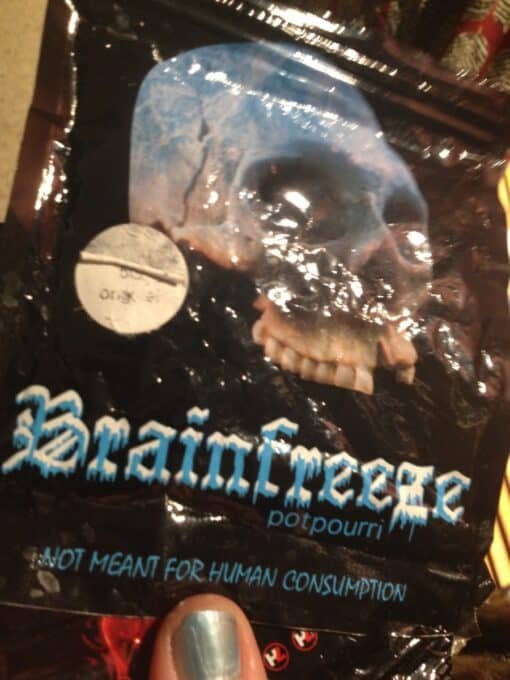 Brainfreeze
potpourri
NOT MEANT FOR HUMAN CONSUMPTION